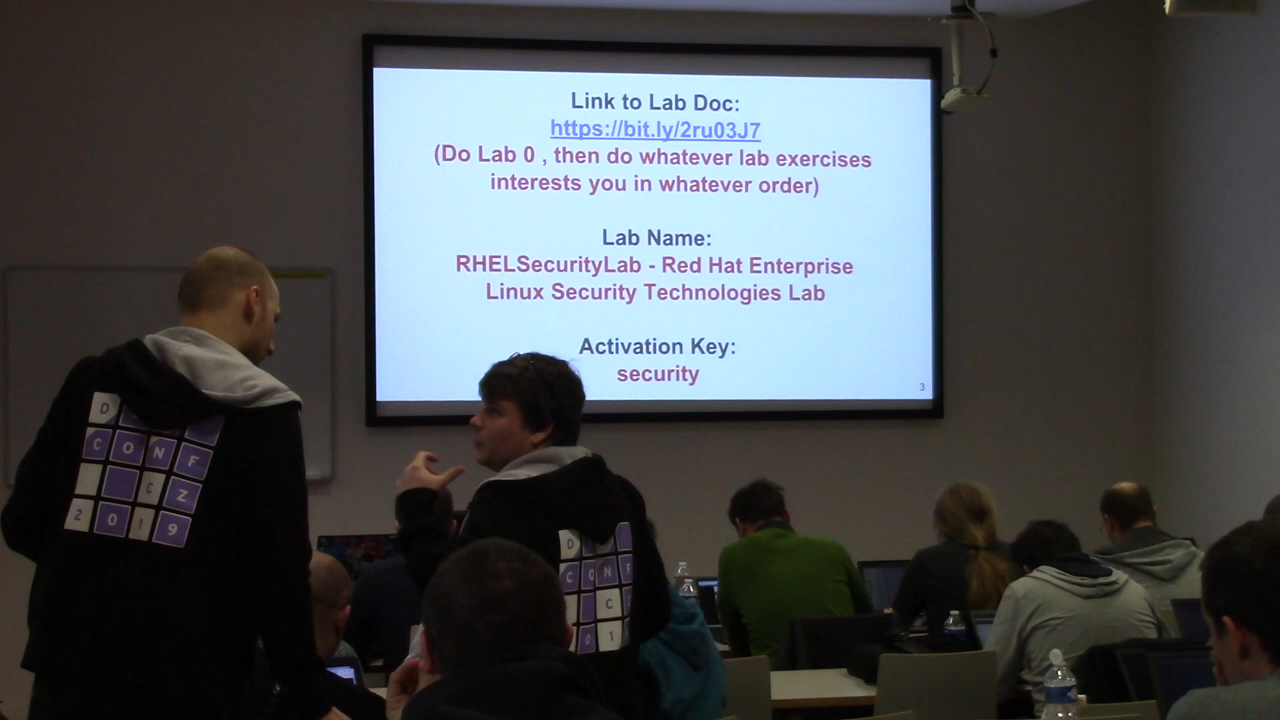 Link to Lab Doc:
https://bit.ly/2ru03J7
(Do Lab 0 , then do whatever lab exercises
interests you in whatever order)
Lab Name:
RHELSecurityLab - Red Hat Enterprise
Linux Security Technologies Lab
Activation Key:
security
3
D
CONF
CZ
2019
D
CONF
C
01